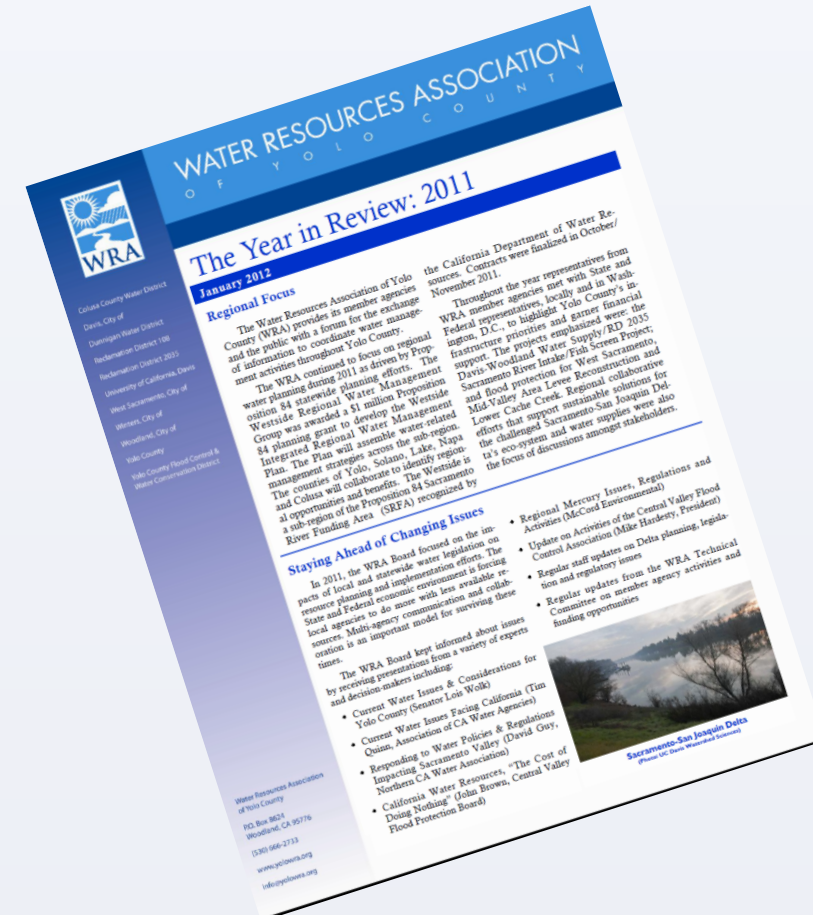 WATER RESOURCES ASSOCIATION
OF YOLO COUNTY
WRA
Colusa County Water District
Davis, City of
Dunnigan Water District
Reclamation District 108
Reclamation District 2035
University of California, Davis
West Sacramento, City of
Winters, City of
Woodland, City of
Yolo County
Yolo County Flood Control &
Water Conservation District
Water Resources Association
of Yolo County
P.O. Box 8624
Woodland, CA 95776
(530) 666-2733
www.yolowra.org
info@yolowra.org
The Year in Review: 2011
January 2012
Regional Focus
The Water Resources Association of Yolo
County (WRA) provides its member agencies
and the public with a forum for the exchange
of information to coordinate water manage-
ment activities throughout Yolo County.
The WRA continued to focus on regional
water planning during 2011 as driven by Prop-
osition 84 statewide planning efforts. The
Westside Regional Water Management
Group was awarded a $1 million Proposition
84 planning grant to develop the Westside
Integrated Regional Water Management
Plan. The Plan will assemble water-related
management strategies across the sub-region.
The counties of Yolo, Solano, Lake, Napa
and Colusa will collaborate to identify region-
al opportunities and benefits. The Westside is
a sub-region of the Proposition 84 Sacramento
River Funding Area (SRFA) recognized by
the California Department of Water Re-
sources. Contracts were finalized in October/
November 2011.
Throughout the year representatives from
WRA member agencies met with State and
Federal representatives, locally and in Wash-
ington, D.C., to highlight Yolo County's in-
frastructure priorities and garner financial
support. The projects emphasized were: the
Davis-Woodland Water Supply/RD 2035
Sacramento River Intake/Fish Screen Project;
and flood protection for West Sacramento,
Mid-Valley Area Levee Reconstruction and
Lower Cache Creek. Regional collaborative
efforts that support sustainable solutions for
the challenged Sacramento-San Joaquin Del-
ta's eco-system and water supplies were also
the focus of discussions amongst stakeholders.
Staying Ahead of Changing Issues
In 2011, the WRA Board focused on the im-
pacts of local and statewide water legislation on
resource planning and implementation efforts. The
State and Federal economic environment is forcing
local agencies to do more with less available re-
sources. Multi-agency communication and collab-
oration is an important model for surviving these
times.
The WRA Board kept informed about issues
by receiving presentations from a variety of experts
and decision-makers including:
• Current Water Issues & Considerations for
Yolo County (Senator Lois Wolk)
• Current Water Issues Facing California (Tim
Quinn, Association of CA Water Agencies)
• Responding to Water Policies & Regulations
Impacting Sacramento Valley (David Guy,
Northern CA Water Association)
• California Water Resources, "The Cost of
Doing Nothing" (John Brown, Central Valley
Flood Protection Board)
• Regional Mercury Issues, Regulations and
Activities (McCord Environmental)
• Update on Activities of the Central Valley Flood
Control Association (Mike Hardesty, President)
• Regular staff updates on Delta planning, legisla-
tion and regulatory issues
• Regular updates from the WRA Technical
Committee on member agency activities and
funding opportunities
Sacramento-San Joaquin Delta
(Photo: UC Davis Watershed Sciences)